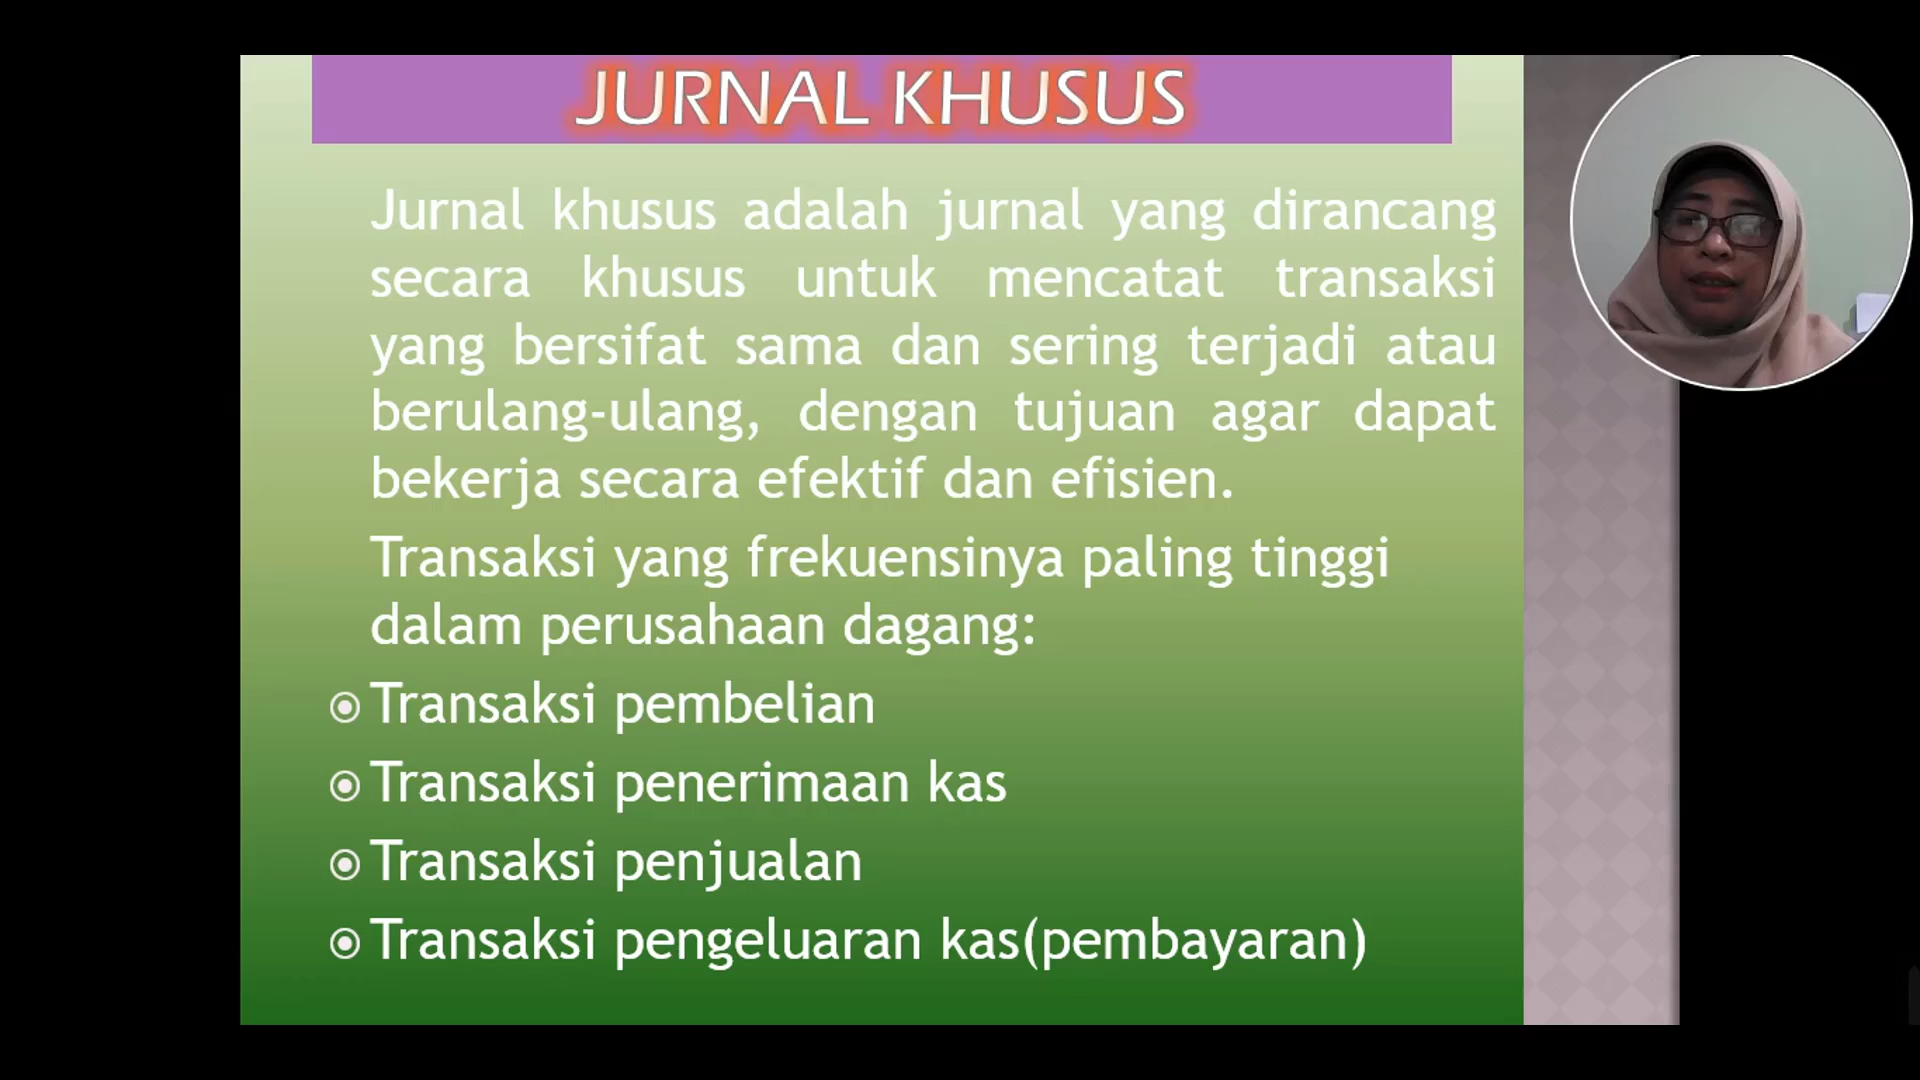 JURNAL KHUSUS
Jurnal khusus adalah jurnal yang dirancang
secara khusus untuk mencatat transaksi
yang bersifat sama dan sering terjadi atau
berulang-ulang, dengan tujuan agar dapat
bekerja secara efektif dan efisien.
Transaksi yang frekuensinya paling tinggi
dalam perusahaan dagang:
Transaksi pembelian
Transaksi penerimaan kas
Transaksi penjualan
Transaksi pengeluaran kas(pembayaran)